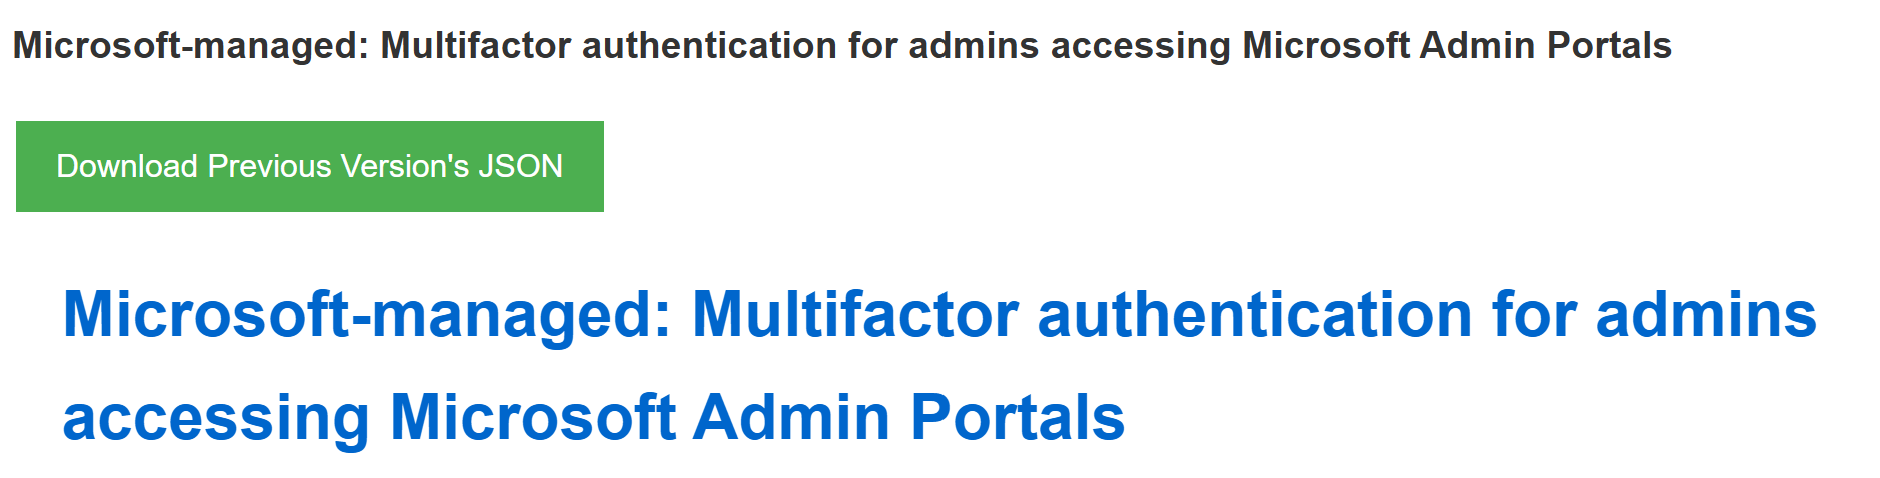 Microsoft-managed: Multifactor authentication for admins accessing Microsoft Admin Portals
Download Previous Version's JSON
Microsoft-managed: Multifactor authentication for admins
accessing Microsoft Admin Portals